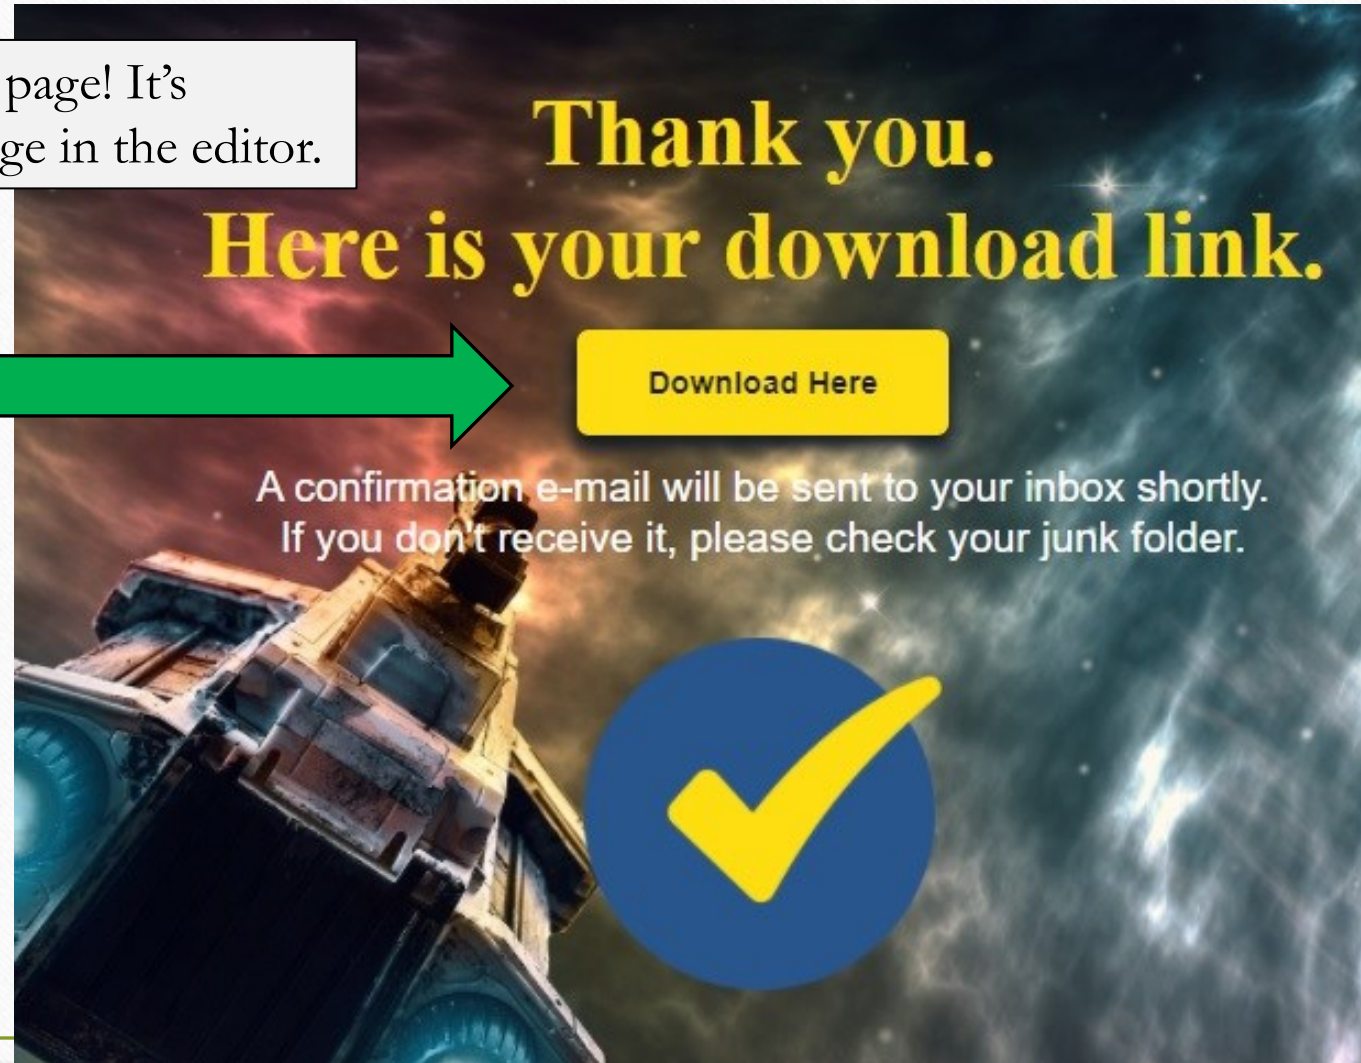 page! It's
ge in the editor.
Thank you.
Here is your download link.
Download Here
A confirmation e-mail will be sent to your inbox shortly.
If you don't receive it, please check your junk folder.